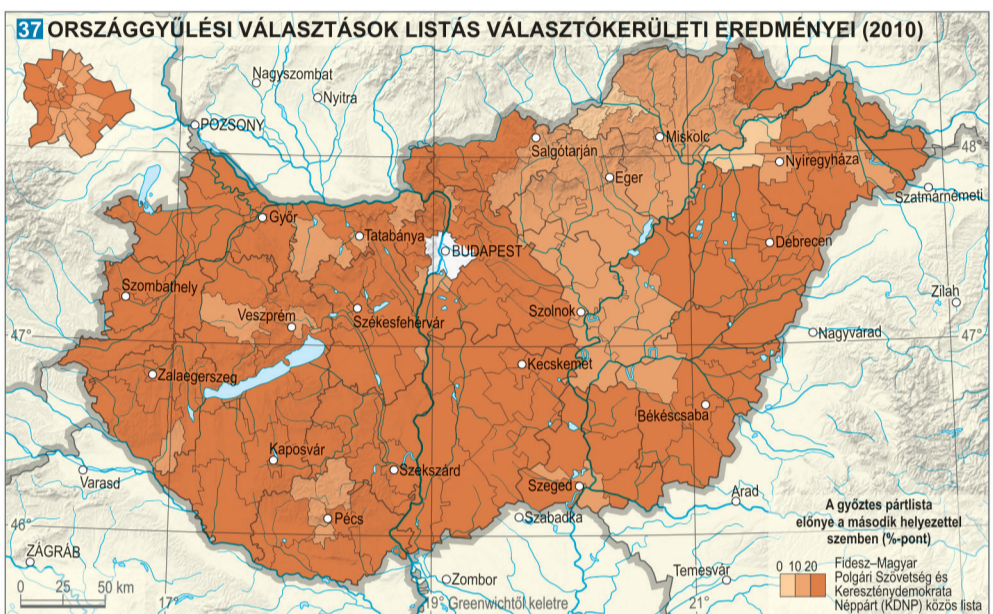 37 ORSZÁGGYŰLÉSI VÁLASZTÁSOK LISTÁS VÁLASZTÓKERÜLETI EREDMÉNYEI (2010)
Nagyszombat
Nyitra
POZSONY
Salgótarján
Miskolc
48°
Eger
Nyíregyháza
Szatmárnémeti
Győr
Tatabánya
BUDAPEST
Debrecen
Szombathely
Veszprém
Székesfehérvár
Szolnok
Zilah
47°
Nagyvárad
47°
Zalaegerszeg
Kecskemét
Békéscsaba
Kaposvár
Szekszárd
Szeged
Varasd
Pécs
Szabadka
Arad
46°
46°
ZÁGRÁB
Zombor
Temesvár
0 25 50 km
17°
19° Greenwichtől keletre
21°
A győztes pártlista
előnye a második helyezettel
szemben (%-pont)
0 10 20
Fidesz–Magyar
Polgári Szövetség és
Kereszténydemokrata
Néppárt (KDNP) közös lista